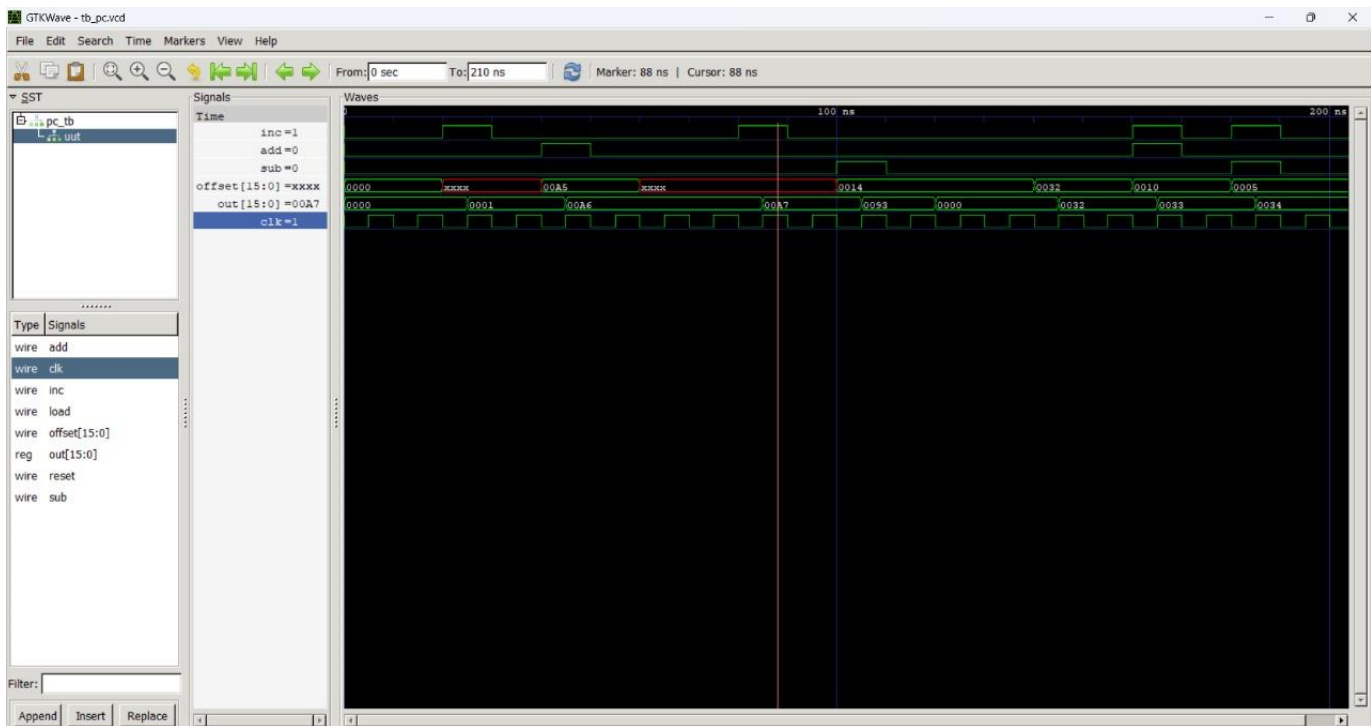 GTKWave - tb_pc.vcd
File Edit Search Time Markers View Help
From: 0 sec To: 210 ns Marker: 88 ns | Cursor: 88 ns
SST
pc_tb
uut
Type Signals
wire add
wire clk
wire inc
wire load
wire offset[15:0]
reg out[15:0]
wire reset
wire sub
Filter:
Append Insert Replace
Signals
Time
inc=1
add=0
sub=0
offset[15:0]=xxxx
out[15:0]=00A7
clk=1
Waves
100 ns 200 ns
0000 xxxx 00A5 xxxx 0014 0032 0010 0005
0000 0001 00A6 00A7 0093 0000 0032 0033 0034